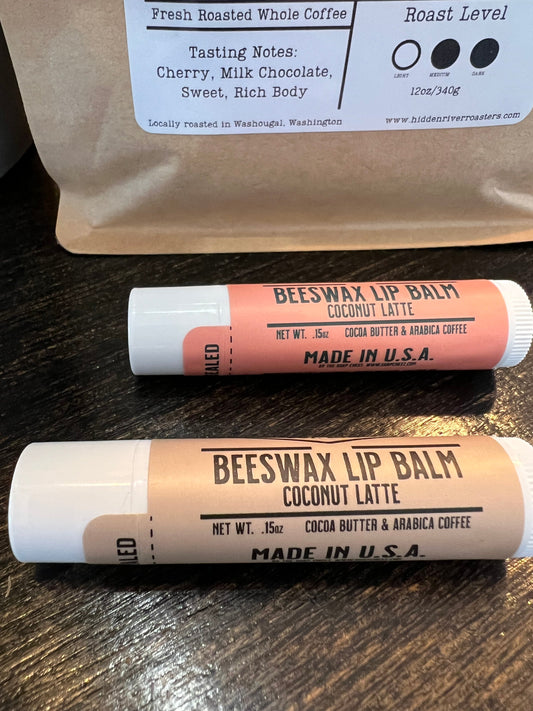 Fresh Roasted Whole Coffee
Tasting Notes:
Cherry, Milk Chocolate,
Sweet, Rich Body
Locally roasted in Washougal, Washington
Roast Level
LIGHT MEDIUM DARK
12oz/340g
www.hiddenriverroasters.com
BEESWAX LIP BALM
COCONUT LATTE
NET WT. .15oz COCOA BUTTER & ARABICA COFFEE
MADE IN U.S.A.
BEESWAX LIP BALM
COCONUT LATTE
NET WT. .15oz COCOA BUTTER & ARABICA COFFEE
MADE IN U.S.A.